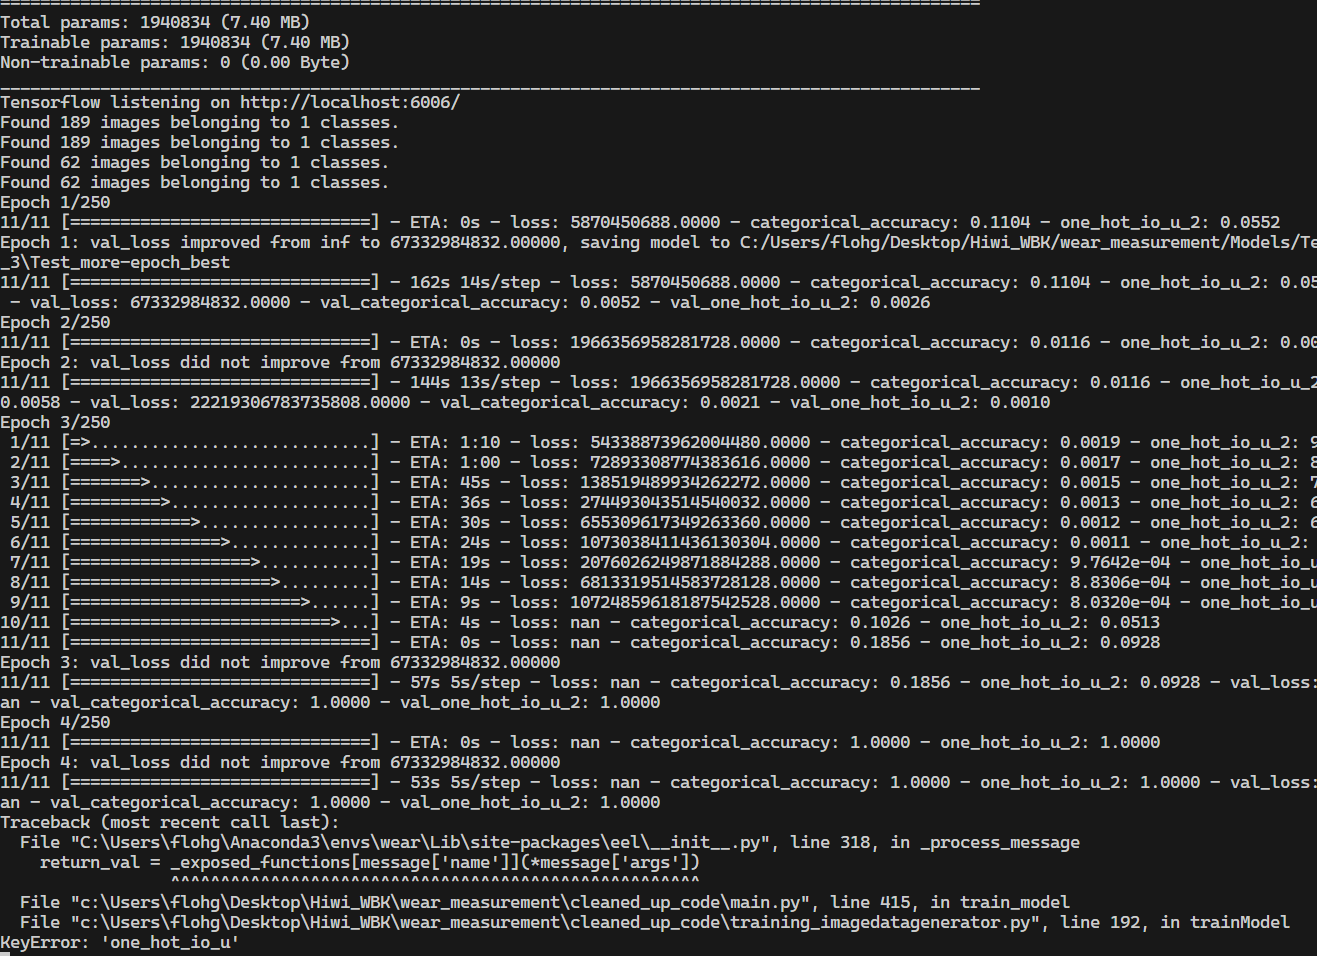 Total params: 1940834 (7.40 MB)
Trainable params: 1940834 (7.40 MB)
Non-trainable params: 0 (0.00 Byte)
Tensorflow listening on http://localhost:6006/
Found 189 images belonging to 1 classes.
Found 189 images belonging to 1 classes.
Found 62 images belonging to 1 classes.
Found 62 images belonging to 1 classes.
Epoch 1/250
11/11 [==============================] - ETA: 0s - loss: 5870450688.0000 - categorical_accuracy: 0.1104 - one_hot_io_u_2: 0.0552
Epoch 1: val_loss improved from inf to 67332984832.00000, saving model to C:/Users/flohg/Desktop/Hiwi_WBK/wear_measurement/Models/Te
_3\Test_more-epoch_best
11/11 [==============================] - 162s 14s/step - loss: 5870450688.0000 - categorical_accuracy: 0.1104 - one_hot_io_u_2: 0.05
- val_loss: 67332984832.0000 - val_categorical_accuracy: 0.0052 - val_one_hot_io_u_2: 0.0026
Epoch 2/250
11/11 [==============================] - ETA: 0s - loss: 1966356958281728.0000 - categorical_accuracy: 0.0116 - one_hot_io_u_2: 0.00
Epoch 2: val_loss did not improve from 67332984832.00000
11/11 [==============================] - 144s 13s/step - loss: 1966356958281728.0000 - categorical_accuracy: 0.0116 - one_hot_io_u_2
0.0058 - val_loss: 22219306783735808.0000 - val_categorical_accuracy: 0.0021 - val_one_hot_io_u_2: 0.0010
Epoch 3/250
1/11 [=>............................] - ETA: 1:10 - loss: 54338873962004480.0000 - categorical_accuracy: 0.0019 - one_hot_io_u_2: 9
2/11 [====>.........................] - ETA: 1:00 - loss: 72893308774383616.0000 - categorical_accuracy: 0.0017 - one_hot_io_u_2: 8
3/11 [=======>......................] - ETA: 45s - loss: 138519489934262272.0000 - categorical_accuracy: 0.0015 - one_hot_io_u_2: 7
4/11 [=========>....................] - ETA: 36s - loss: 274493043514540032.0000 - categorical_accuracy: 0.0013 - one_hot_io_u_2: 6
5/11 [============>.................] - ETA: 30s - loss: 655309617349263360.0000 - categorical_accuracy: 0.0012 - one_hot_io_u_2: 6
6/11 [===============>..............] - ETA: 24s - loss: 1073038411436130304.0000 - categorical_accuracy: 0.0011 - one_hot_io_u_2:
7/11 [==================>...........] - ETA: 19s - loss: 2076026249871884288.0000 - categorical_accuracy: 9.7642e-04 - one_hot_io_u
8/11 [====================>.........] - ETA: 14s - loss: 6813319514583728128.0000 - categorical_accuracy: 8.8306e-04 - one_hot_io_u
9/11 [=======================>......] - ETA: 9s - loss: 10724859618187542528.0000 - categorical_accuracy: 8.0320e-04 - one_hot_io_u
10/11 [==========================>...] - ETA: 4s - loss: nan - categorical_accuracy: 0.1026 - one_hot_io_u_2: 0.0513
11/11 [==============================] - ETA: 0s - loss: nan - categorical_accuracy: 0.1856 - one_hot_io_u_2: 0.0928
Epoch 3: val_loss did not improve from 67332984832.00000
11/11 [==============================] - 57s 5s/step - loss: nan - categorical_accuracy: 0.1856 - one_hot_io_u_2: 0.0928 - val_loss:
an - val_categorical_accuracy: 1.0000 - val_one_hot_io_u_2: 1.0000
Epoch 4/250
11/11 [==============================] - ETA: 0s - loss: nan - categorical_accuracy: 1.0000 - one_hot_io_u_2: 1.0000
Epoch 4: val_loss did not improve from 67332984832.00000
11/11 [==============================] - 53s 5s/step - loss: nan - categorical_accuracy: 1.0000 - one_hot_io_u_2: 1.0000 - val_loss:
an - val_categorical_accuracy: 1.0000 - val_one_hot_io_u_2: 1.0000
Traceback (most recent call last):
File "C:\Users\flohg\Anaconda3\envs\wear\Lib\site-packages\eel\__init__.py", line 318, in _process_message
return_val = _exposed_functions[message['name']](*message['args'])
^^^^^^^^^^^^^^^^^^^^^^^^^^^^^^^^^^^^^^^^^^^^^^^^^^^^^
File "c:\Users\flohg\Desktop\Hiwi_WBK\wear_measurement\cleaned_up_code\main.py", line 415, in train_model
File "c:\Users\flohg\Desktop\Hiwi_WBK\wear_measurement\cleaned_up_code\training_imagedatagenerator.py", line 192, in trainModel
KeyError: 'one_hot_io_u'